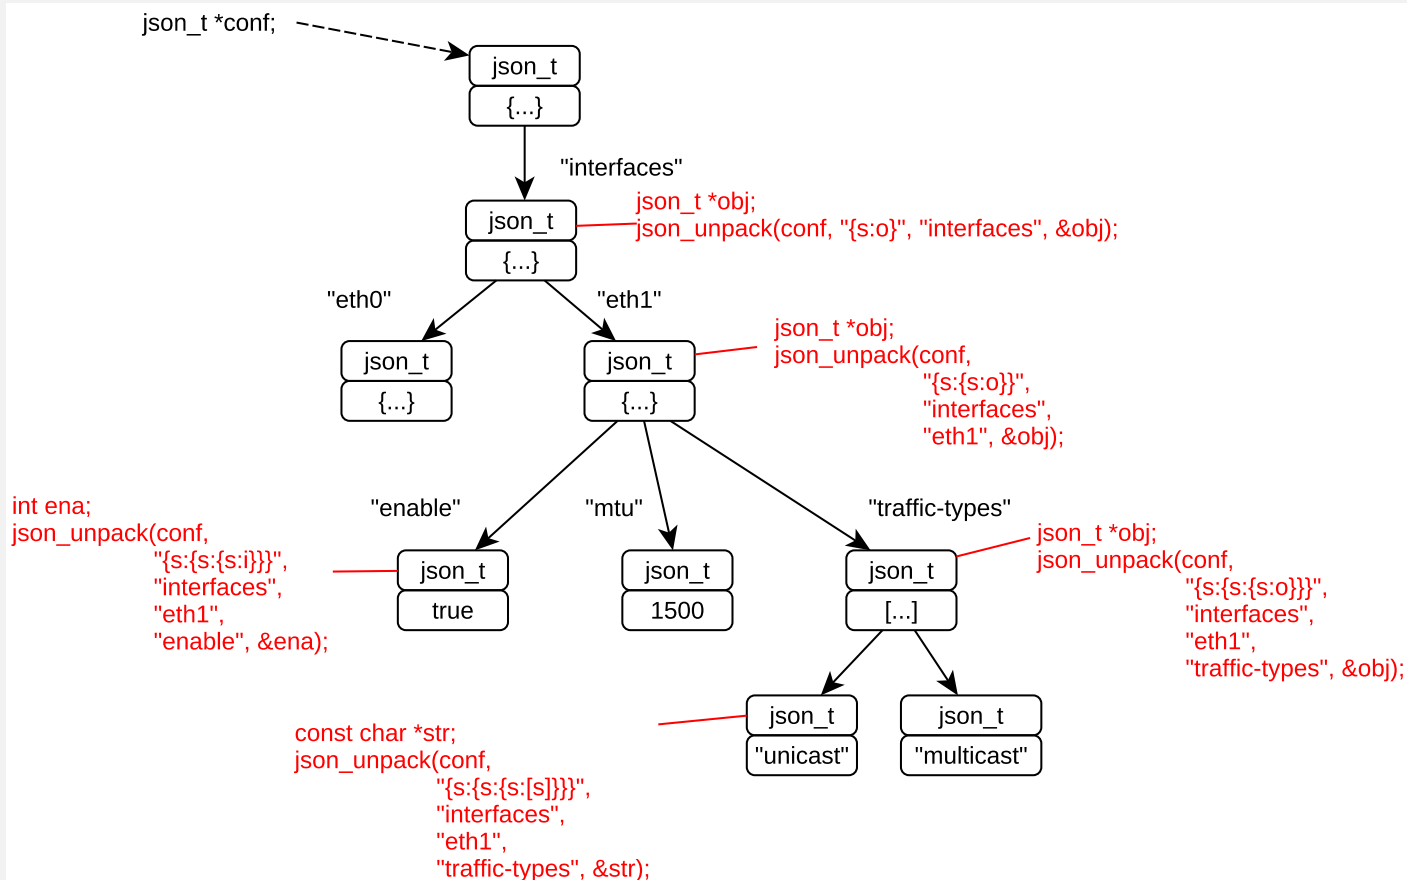 json_t *conf;
json_t
{...}
"interfaces"
json_t
{...}
json_t *obj;
json_unpack(conf, "{s:o}", "interfaces", &obj);
"eth0"
"eth1"
json_t
{...}
json_t
{...}
json_t *obj;
json_unpack(conf,
"{s:{s:o}}",
"interfaces",
"eth1", &obj);
int ena;
json_unpack(conf,
"{s:{s:{s:i}}}",
"interfaces",
"eth1",
"enable", &ena);
"enable"
"mtu"
"traffic-types"
json_t
true
json_t
1500
json_t
[...]
json_t *obj;
json_unpack(conf,
"{s:{s:{s:o}}}",
"interfaces",
"eth1",
"traffic-types", &obj);
const char *str;
json_unpack(conf,
"{s:{s:{s:[s]}}}",
"interfaces",
"eth1",
"traffic-types", &str);
json_t
"unicast"
json_t
"multicast"